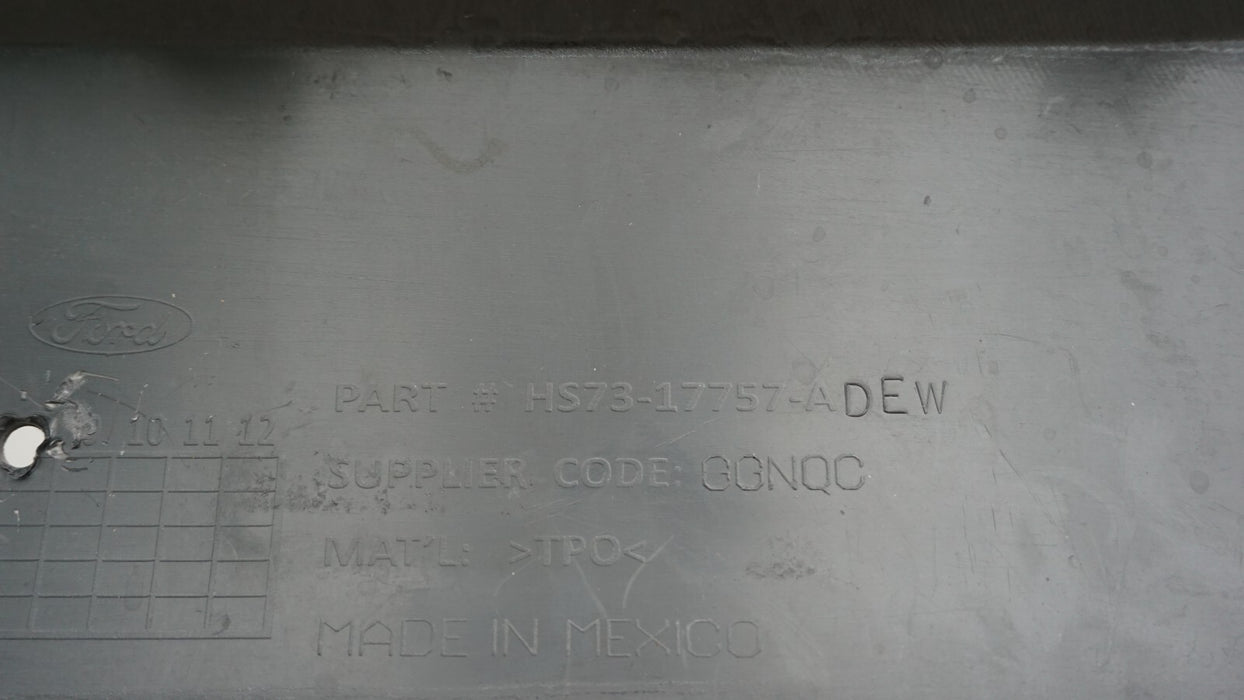 Ford
10 11 12
PART # HS73-17757-ADEW
SUPPLIER CODE: GGNQC
MAT'L: >TPO<
MADE IN MEXICO